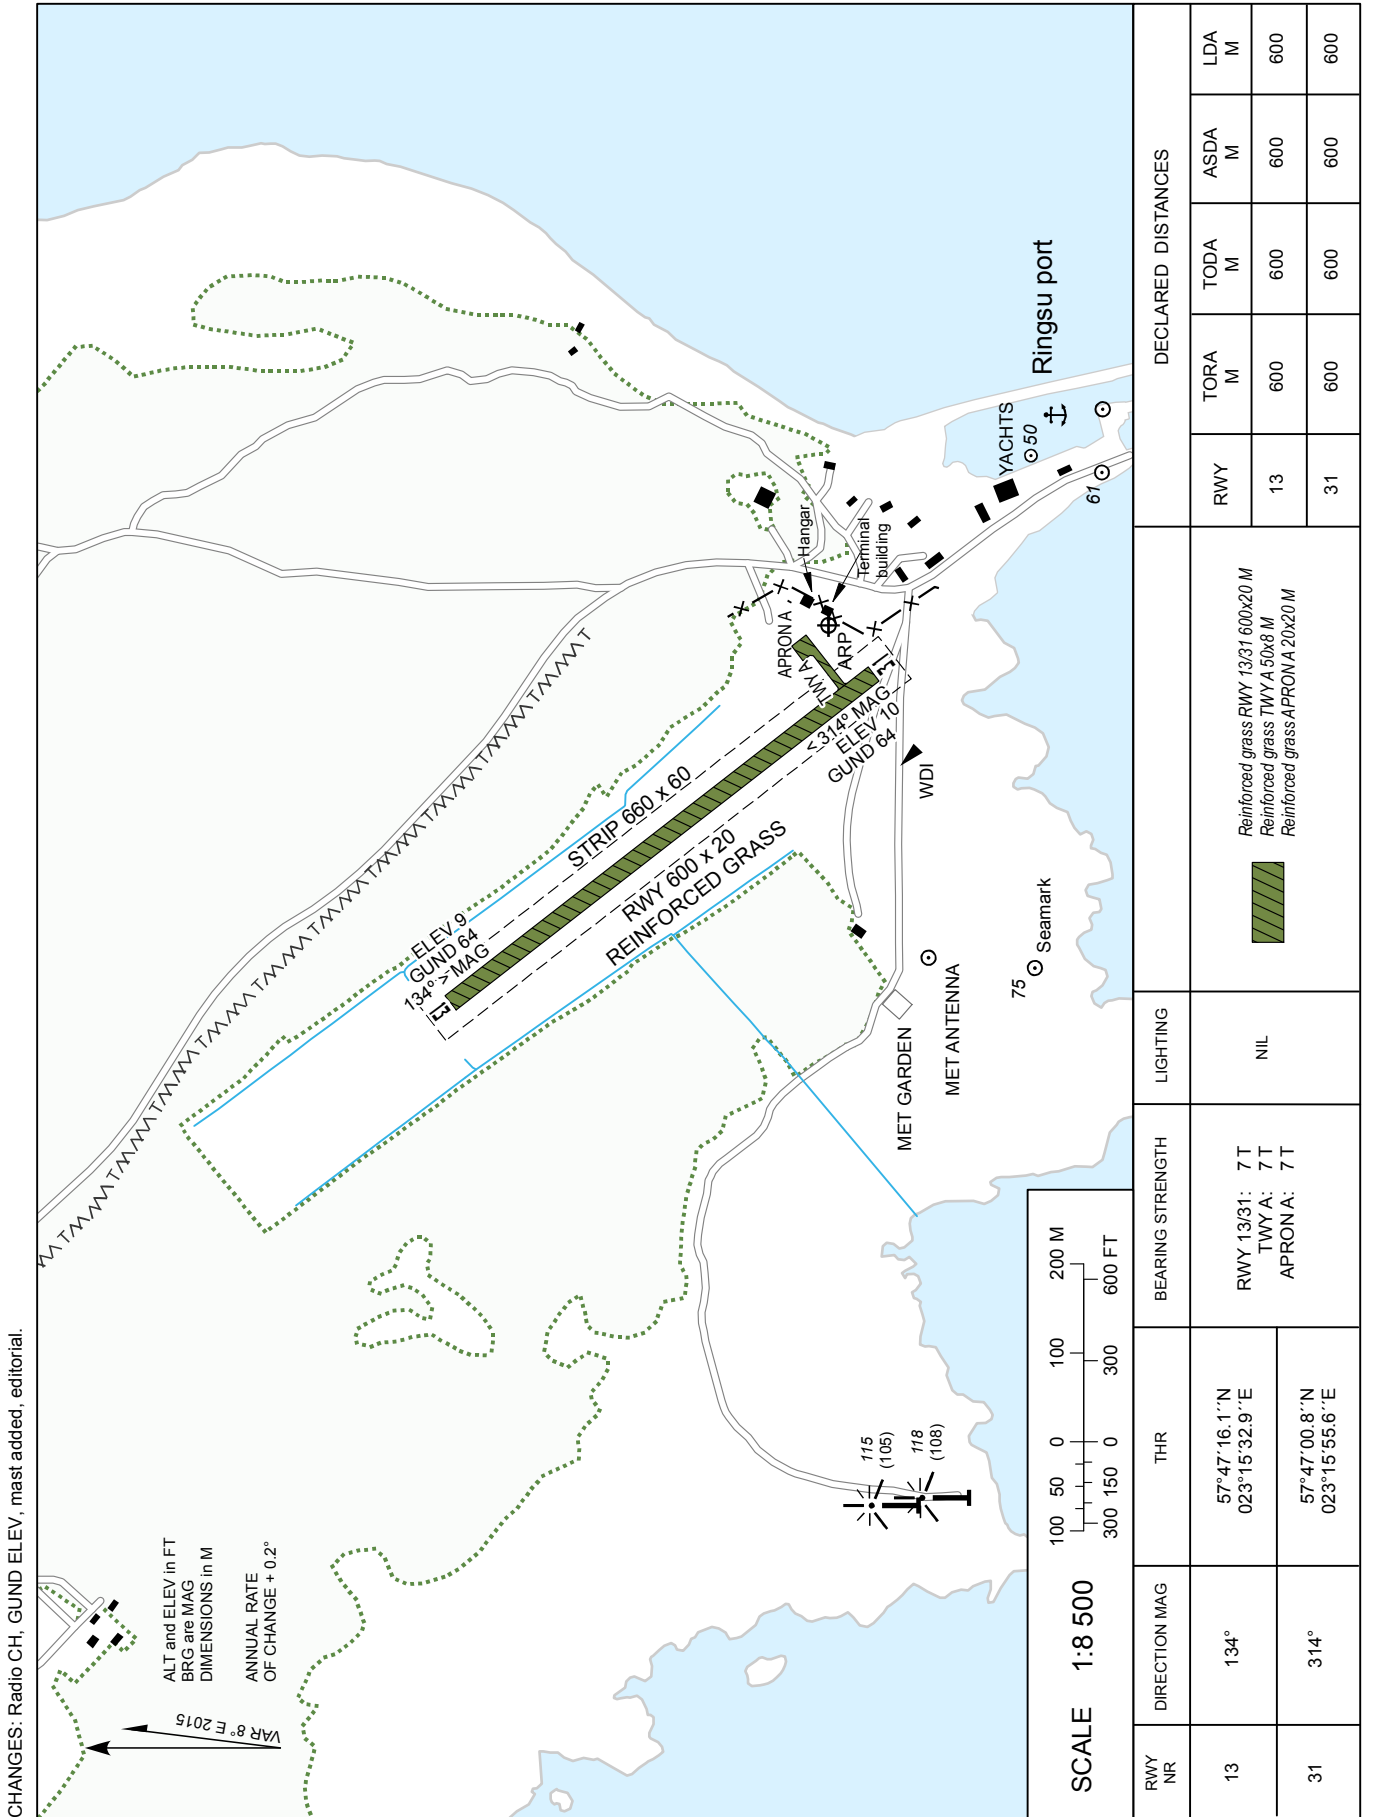 CHANGES: Radio CH, GUND ELEV, mast added, editorial.
ALT and ELEV in FT
BRG are MAG
DIMENSIONS in M
ANNUAL RATE
OF CHANGE + 0.2°
VAR 8° E 2015
ELEV 9
GUND 64
134° > MAG
13
STRIP 660 x 60
RWY 600 x 20
REINFORCED GRASS
APRON A
TWY A
ARP
Hangar
Terminal
building
31
< 314° MAG
ELEV 10
GUND 64
WDI
MET GARDEN
MET ANTENNA
75
Seamark
YACHTS
50
61
Ringsu port
115
(105)
118
(108)
SCALE 1:8 500
100 50 0 100 200 M
300 150 0 300 600 FT
RWY
NR
DIRECTION MAG
THR
BEARING STRENGTH
LIGHTING
13
134°
57°47´16.1´´N
023°15´32.9´´E
31
314°
57°47´00.8´´N
023°15´55.6´´E
RWY 13/31: 7 T
TWY A: 7 T
APRON A: 7 T
NIL
Reinforced grass RWY 13/31 600x20 M
Reinforced grass TWY A 50x8 M
Reinforced grass APRON A 20x20 M
DECLARED DISTANCES
RWY
TORA
M
TODA
M
ASDA
M
LDA
M
13 600 600 600 600
31 600 600 600 600